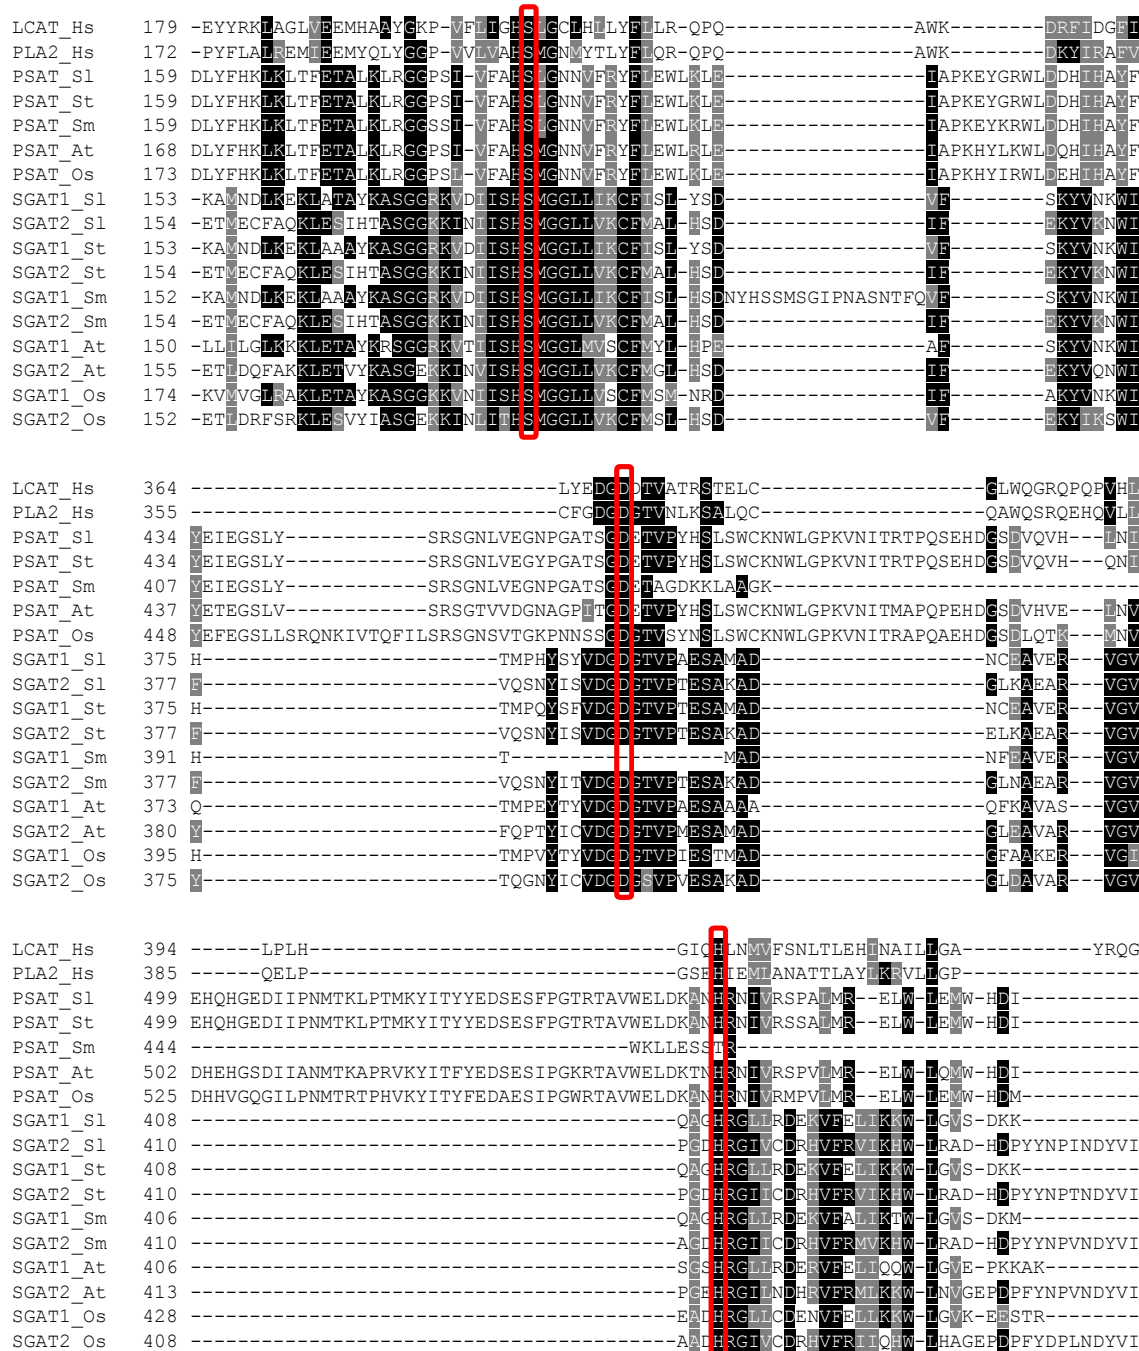 LCAT_Hs 179 -EYYRKLAGLVEEMHAAYGKP-VFLIGHSLGCLHLLYFLLR-QPQ----------------AWK--------DRFIDGFI
PLA2_Hs 172 -PYFLALREMIEEMYQLYGGP-VVLVAHSMGNMYTLYFLQR-QPQ----------------AWK--------DKYIRAFV
PSAT_Sl 159 DLYFHKLKLTFETALKLRGGPSI-VFAHSLGNNVFRYFLEWLKLE-----------------IAPKEYGRWLDDHIHAYF
PSAT_St 159 DLYFHKLKLTFETALKLRGGPSI-VFAHSLGNNVFRYFLEWLKLE-----------------IAPKEYGRWLDDHIHAYF
PSAT_Sm 159 DLYFHKLKLTFETALKLRGGSSI-VFAHSLGNNVFRYFLEWLKLE-----------------IAPKEYKRWLDDHIHAYF
PSAT_At 168 DLYFHKLKLTFETALKLRGGPSI-VFAHSMGNNVFRYFLEWLRLE-----------------IAPKHYLKWLDQHIHAYF
PSAT_Os 173 DLYFHKLKLTFETALKLRGGPSL-VFAHSMGNNVFRYFLEWLKLE-----------------IAPKHYIRWLDEHIHAYF
SGAT1_Sl 153 -KAMNDLKEKLATAYKASGGRKVDIISHSMGGLLIKCFISL-YSD-----------------VF--------SKYVNKWI
SGAT2_Sl 154 -ETMECFAQKLESIHTASGGKKINIISHSMGGLLVKCFMAL-HSD-----------------IF--------EKYVKNWI
SGAT1_St 153 -KAMNDLKEKLAAAYKASGGRKVDIISHSMGGLLIKCFISL-YSD-----------------VF--------SKYVNKWI
SGAT2_St 154 -ETMECFAQKLESIHTASGGKKINIISHSMGGLLVKCFMAL-HSD-----------------IF--------EKYVKNWI
SGAT1_Sm 152 -KAMNDLKEKLAAAYKASGGRKVDIISHSMGGLLIKCFISL-HSDNYHSSMSGIPNASNTFQVF--------SKYVNKWI
SGAT2_Sm 154 -ETMECFAQKLESIHTASGGKKINIISHSMGGLLVKCFMAL-HSD-----------------IF--------EKYVKNWI
SGAT1_At 150 -LLILGLKKKLETAYKRSGGRKVTIISHSMGGLMVSCFMYL-HPE-----------------AF--------SKYVNKWI
SGAT2_At 155 -ETLDQFAKKLETVYKASGEKKINVISHSMGGLLVKCFMGL-HSD-----------------IF--------EKYVQNWI
SGAT1_Os 174 -KVMVGLRAKLETAYKASGGKKVNIISHSMGGLLVSCFMSM-NRD-----------------VF--------AKYVNKWI
SGAT2_Os 152 -ETLDRFSRKLESVYIASGEKKINLITHSMGGLLVKCFMSL-HSD-----------------VF--------EKYIKSWI
LCAT_Hs 364 -------------------------------LYEDGDDTVATRSTELC-------------------GLWQGRQPQPVHL
PLA2_Hs 355 -------------------------------CFGDGDGTVNLKSALQC-------------------QAWQSRQEHQVLL
PSAT_Sl 434 YEIEGSLY------------SRSGNLVEGNPGATSGDETVPYHSLSWCKNWLGPKVNITRTPQSEHDGSDVQVH---LNI
PSAT_St 434 YEIEGSLY------------SRSGNLVEGYPGATSGDETVPYHSLSWCKNWLGPKVNITRTPQSEHDGSDVQVH---QNI
PSAT_Sm 407 YEIEGSLY------------SRSGNLVEGNPGATSGDETAGDKKLAAGK-------------------------------
PSAT_At 437 YETEGSLV------------SRSGTVVDGNAGPITGDETVPYHSLSWCKNWLGPKVNITMAPQPEHDGSDVHVE---LNV
PSAT_Os 448 YEFEGSLLSRQNKIVTQFILSRSGNSVTGKPNNSSGDGTVSYNSLSWCKNWLGPKVNITRAPQAEHDGSDLQTK---MNV
SGAT1_Sl 375 H-------------------------TMPHYSYVDGDGTVPAESAMAD-------------------NCEAVER---VGV
SGAT2_Sl 377 F-------------------------VQSNYISVDGDGTVPTESAKAD-------------------GLKAEAR---VGV
SGAT1_St 375 H-------------------------TMPQYSFVDGDGTVPTESAMAD-------------------NCEAVER---VGV
SGAT2_St 377 F-------------------------VQSNYISVDGDGTVPTESAKAD-------------------ELKAEAR---VGV
SGAT1_Sm 391 H-------------------------T------------------MAD-------------------NFEAVER---VGV
SGAT2_Sm 377 F-------------------------VQSNYITVDGDGTVPTESAKAD-------------------GLNAEAR---VGV
SGAT1_At 373 Q-------------------------TMPEYTYVDGDGTVPAESAAAA-------------------QFKAVAS---VGV
SGAT2_At 380 Y-------------------------FQPTYICVDGDGTVPMESAMAD-------------------GLEAVAR---VGV
SGAT1_Os 395 H-------------------------TMPVYTYVDGDGTVPIESTMAD-------------------GFAAKER---VGI
SGAT2_Os 375 Y-------------------------TQGNYICVDGDGSVPVESAKAD-------------------GLDAVAR---VGV
LCAT_Hs 394 ------LPLH-------------------------------GIQHLNMVFSNLTLEHINAILLGA-----------YRQG
PLA2_Hs 385 ------QELP-------------------------------GSEHIEMLANATTLAYLKRVLLGP---------------
PSAT_Sl 499 EHQHGEDIIPNMTKLPTMKYITYYEDSESFPGTRTAVWELDKANHRNIVRSPALMR--ELW-LEMW-HDI----------
PSAT_St 499 EHQHGEDIIPNMTKLPTMKYITYYEDSESFPGTRTAVWELDKANHRNIVRSSALMR--ELW-LEMW-HDI----------
PSAT_Sm 444 -------------------------------------WKLLESSTR----------------------------------
PSAT_At 502 DHEHGSDIIANMTKAPRVKYITFYEDSESIPGKRTAVWELDKTNHRNIVRSPVLMR--ELW-LQMW-HDI----------
PSAT_Os 525 DHHVGQGILPNMTRTPHVKYITYFEDAESIPGWRTAVWELDKANHRNIVRMPVLMR--ELW-LEMW-HDM----------
SGAT1_Sl 408 -----------------------------------------QAGHRGLLRDEKVFELIKKW-LGVS-DKK----------
SGAT2_Sl 410 -----------------------------------------PGDHRGIVCDRHVFRVIKHW-LRAD-HDPYYNPINDYVI
SGAT1_St 408 -----------------------------------------QAGHRGLLRDEKVFELIKKW-LGVS-DKK----------
SGAT2_St 410 -----------------------------------------PGDHRGIICDRHVFRVIKHW-LRAD-HDPYYNPTNDYVI
SGAT1_Sm 406 -----------------------------------------QAGHRGLLRDEKVFALIKTW-LGVS-DKM----------
SGAT2_Sm 410 -----------------------------------------AGDHRGIICDRHVFRMVKHW-LRAD-HDPYYNPVNDYVI
SGAT1_At 406 -----------------------------------------SGSHRGLLRDERVFELIQQW-LGVE-PKKAK--------
SGAT2_At 413 -----------------------------------------PGEHRGILNDHRVFRMLKKW-LNVGEPDPFYNPVNDYVI
SGAT1_Os 428 -----------------------------------------EADHRGLLCDENVFELLKKW-LGVK-EESTR--------
SGAT2_Os 408 -----------------------------------------AADHRGIVCDRHVFRIIQHW-LHAGEPDPFYDPLNDYVI